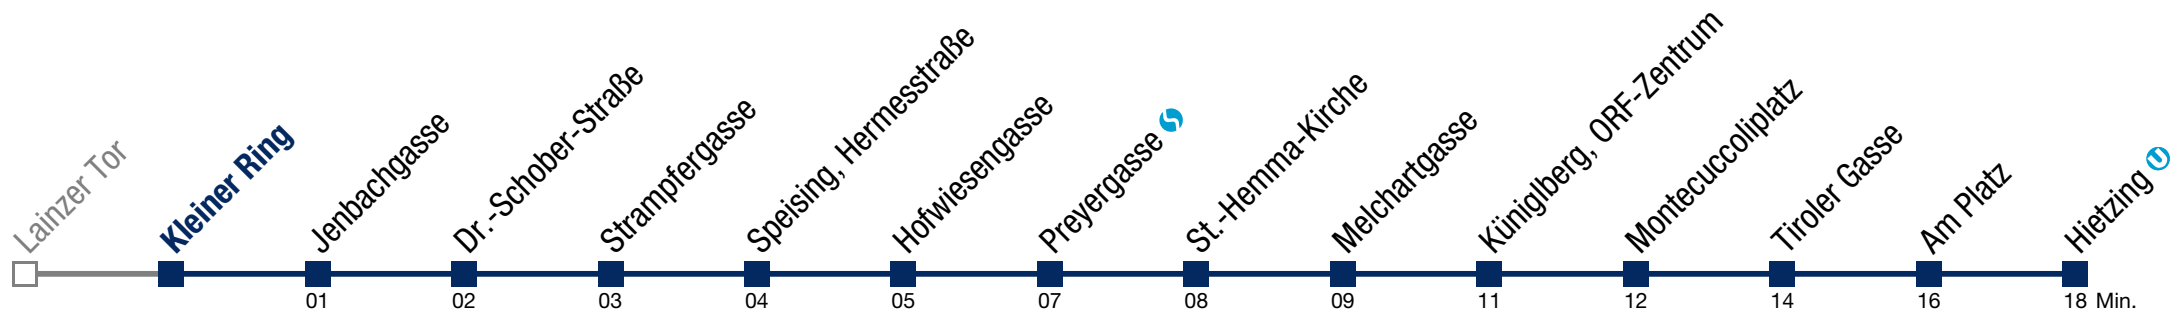 Lainzer Tor
Kleiner Ring
Jenbachgasse
Dr.-Schober-Straße
Strampfergasse
Speising, Hermesstraße
Hofwiesengasse
Preyergasse
St.-Hemma-Kirche
Melchartgasse
Küniglberg, ORF-Zentrum
Montecuccoliplatz
Tiroler Gasse
Am Platz
Hietzing U
01 02 03 04 05 07 08 09 11 12 14 16 18 Min.